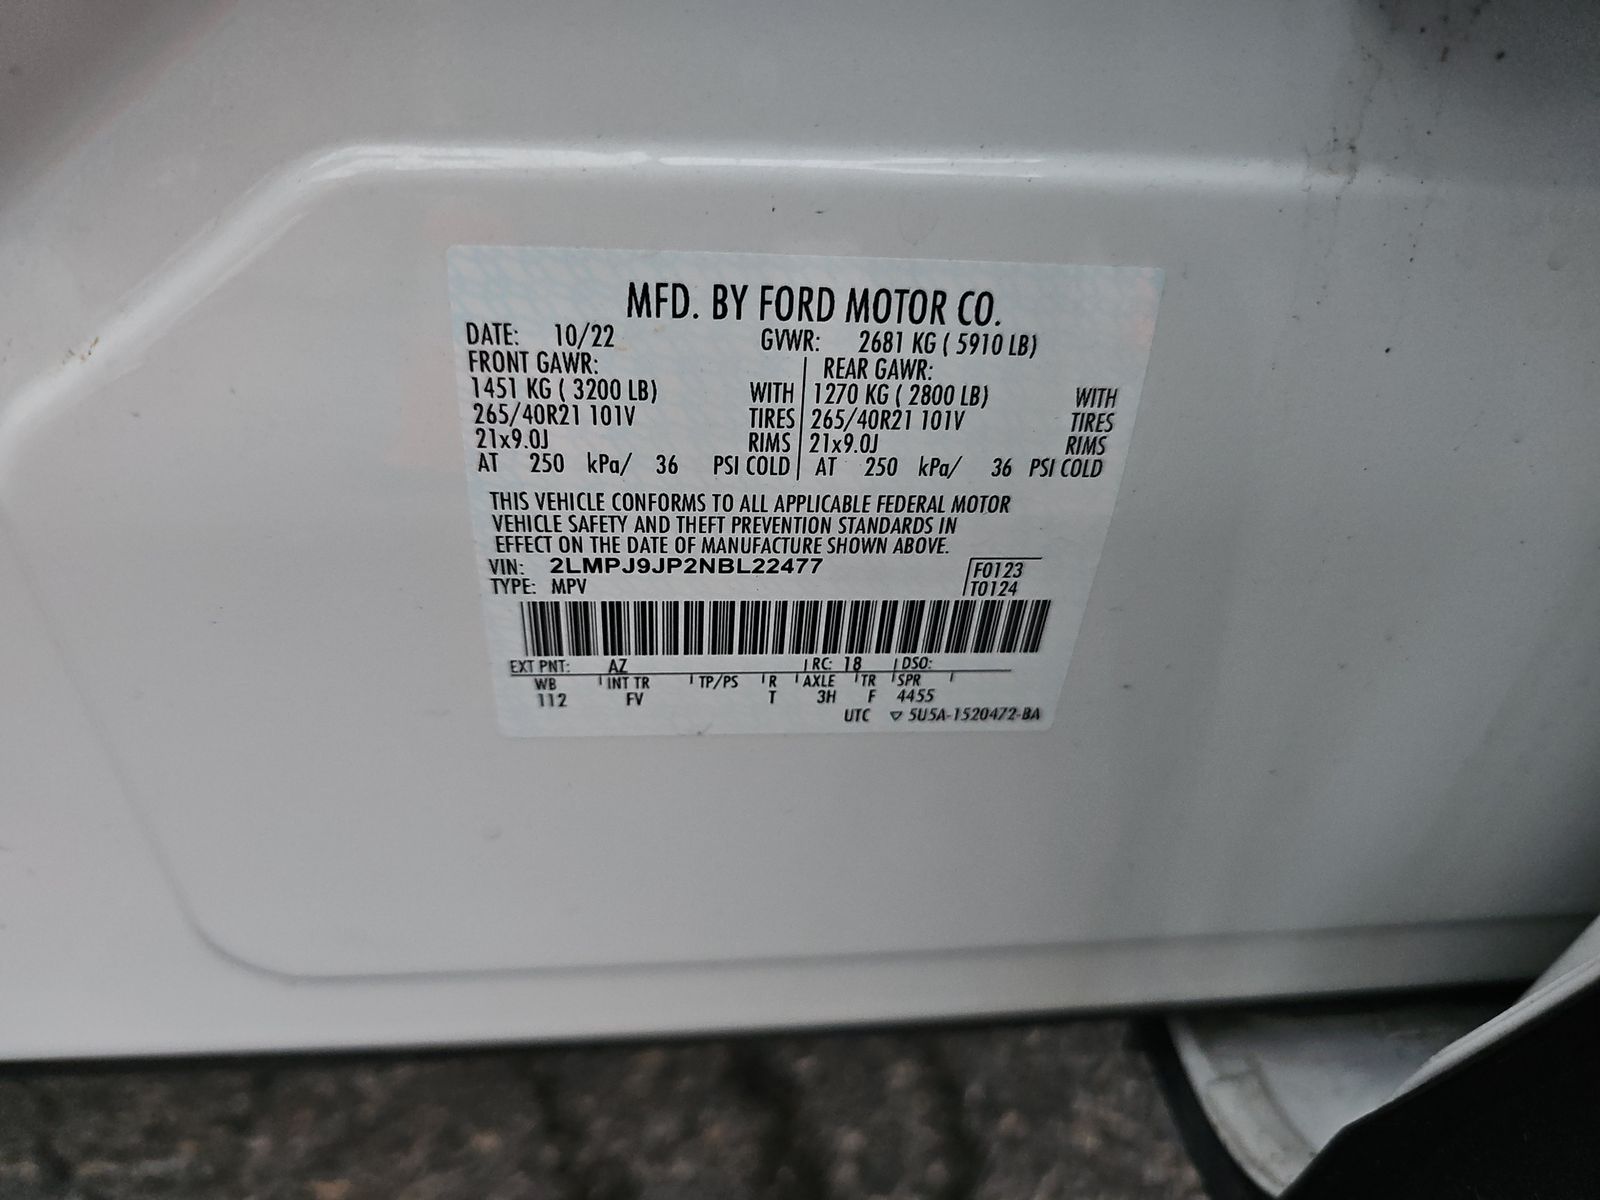 MFD. BY FORD MOTOR CO.
DATE: 10/22 GVWR: 2681 KG ( 5910 LB)
FRONT GAWR: REAR GAWR:
1451 KG ( 3200 LB) WITH 1270 KG ( 2800 LB) WITH
265/40R21 101V TIRES 265/40R21 101V TIRES
21x9.0J RIMS 21x9.0J RIMS
AT 250 kPa/ 36 PSI COLD AT 250 kPa/ 36 PSI COLD
THIS VEHICLE CONFORMS TO ALL APPLICABLE FEDERAL MOTOR
VEHICLE SAFETY AND THEFT PREVENTION STANDARDS IN
EFFECT ON THE DATE OF MANUFACTURE SHOWN ABOVE.
VIN: 2LMPJ9JP2NBL22477 F0123
TYPE: MPV T0124
EXT PNT: AZ RC: 18 DSO:
WB INT TR TP/PS R AXLE TR SPR
112 FV T 3H F 4455
UTC ▽ 5U5A-1520472-BA